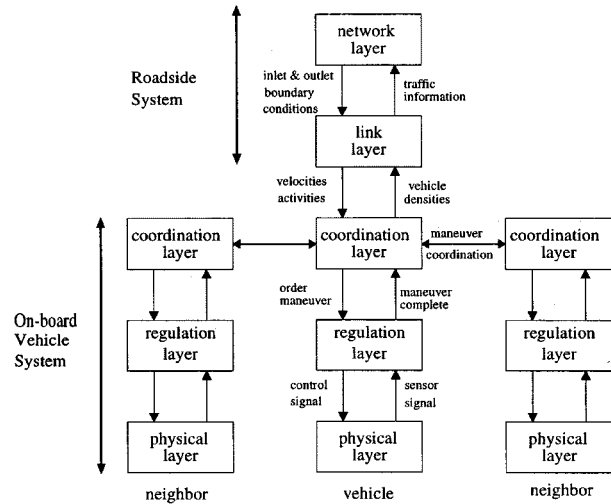 network
layer
Roadside
System
inlet & outlet
boundary
conditions
traffic
information
link
layer
velocities
activities
vehicle
densities
coordination
layer
coordination
layer
maneuver
coordination
coordination
layer
order
maneuver
maneuver
complete
On-board
Vehicle
System
regulation
layer
regulation
layer
regulation
layer
control
signal
sensor
signal
physical
layer
physical
layer
physical
layer
neighbor
vehicle
neighbor